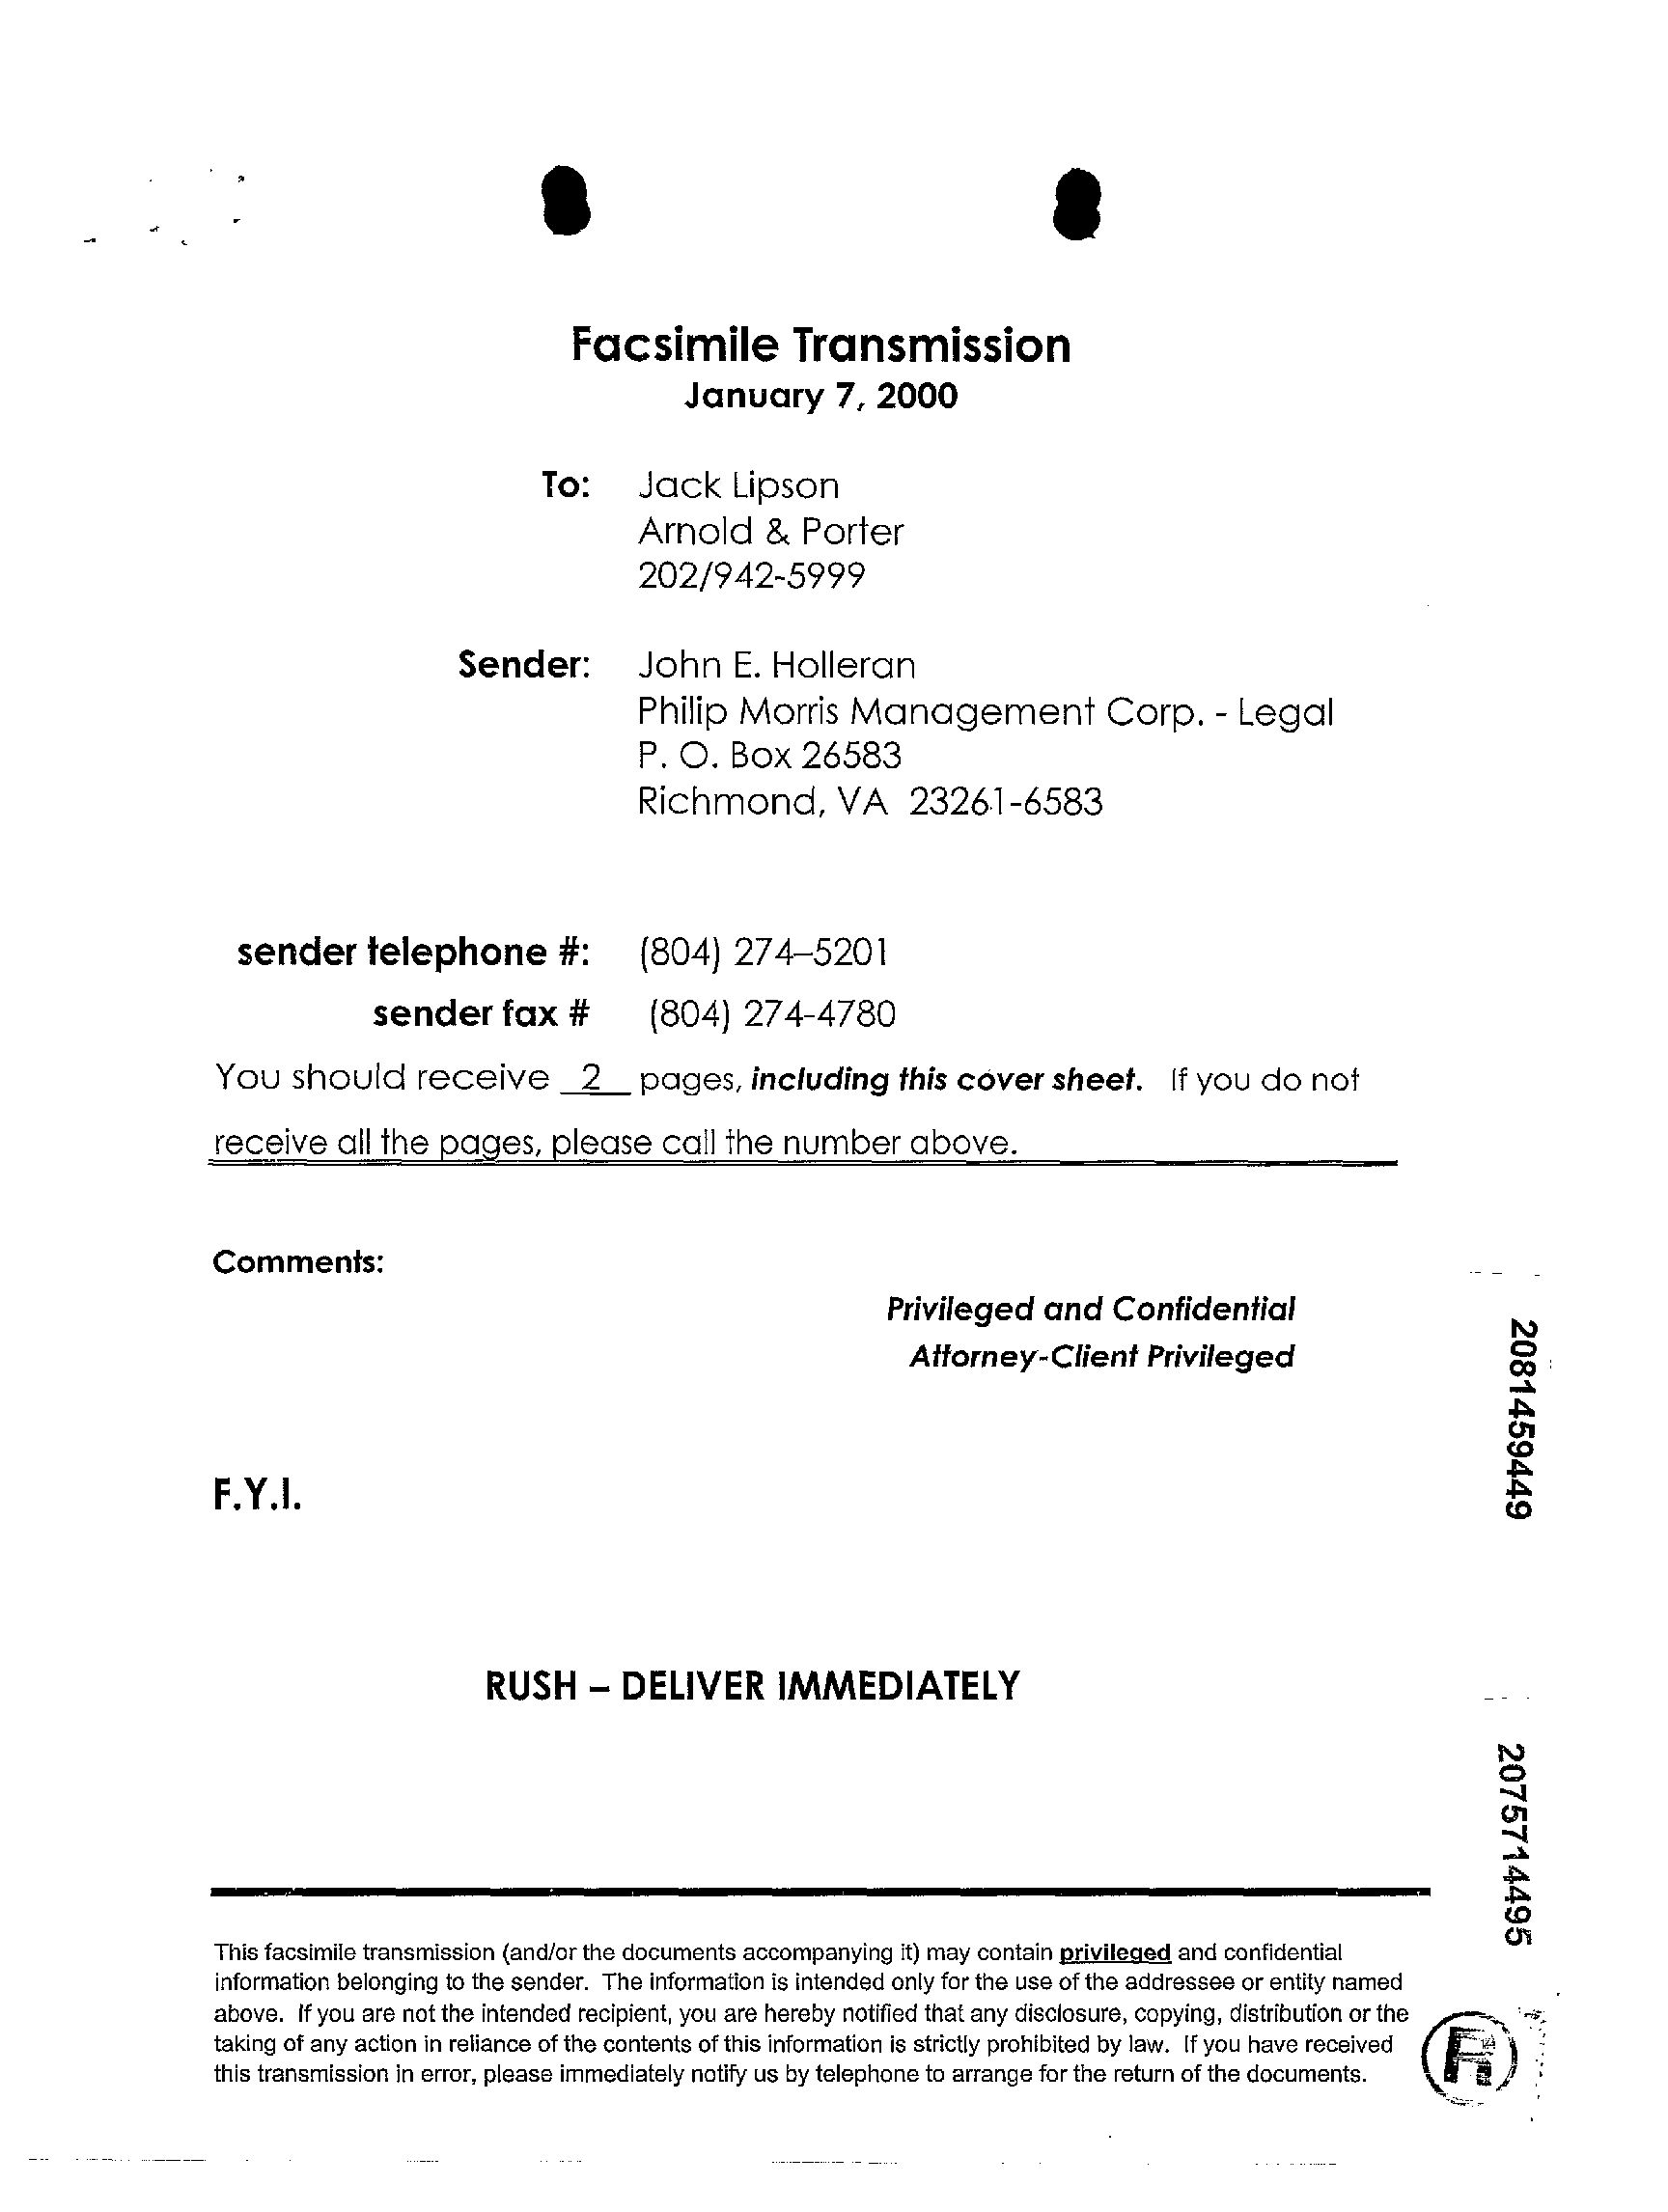 Facsimile Transmission
January 7, 2000
To: Jack Lipson
Arnold & Porter
202/942-5999
Sender: John E. Holleran
Philip Morris Management Corp. - Legal
P. O. Box 26583
Richmond, VA 23261-6583
sender telephone #: (804) 274–5201
sender fax # (804) 274-4780
You should receive 2 pages, including this cover sheet. If you do not
receive all the pages, please call the number above.
Comments:
Privileged and Confidential
Attorney-Client Privileged
2081459449
F.Y.I.
RUSH – DELIVER IMMEDIATELY
2075714495
This facsimile transmission (and/or the documents accompanying it) may contain privileged and confidential
information belonging to the sender. The information is intended only for the use of the addressee or entity named
above. If you are not the intended recipient, you are hereby notified that any disclosure, copying, distribution or the
taking of any action in reliance of the contents of this information is strictly prohibited by law. If you have received
this transmission in error, please immediately notify us by telephone to arrange for the return of the documents.
R